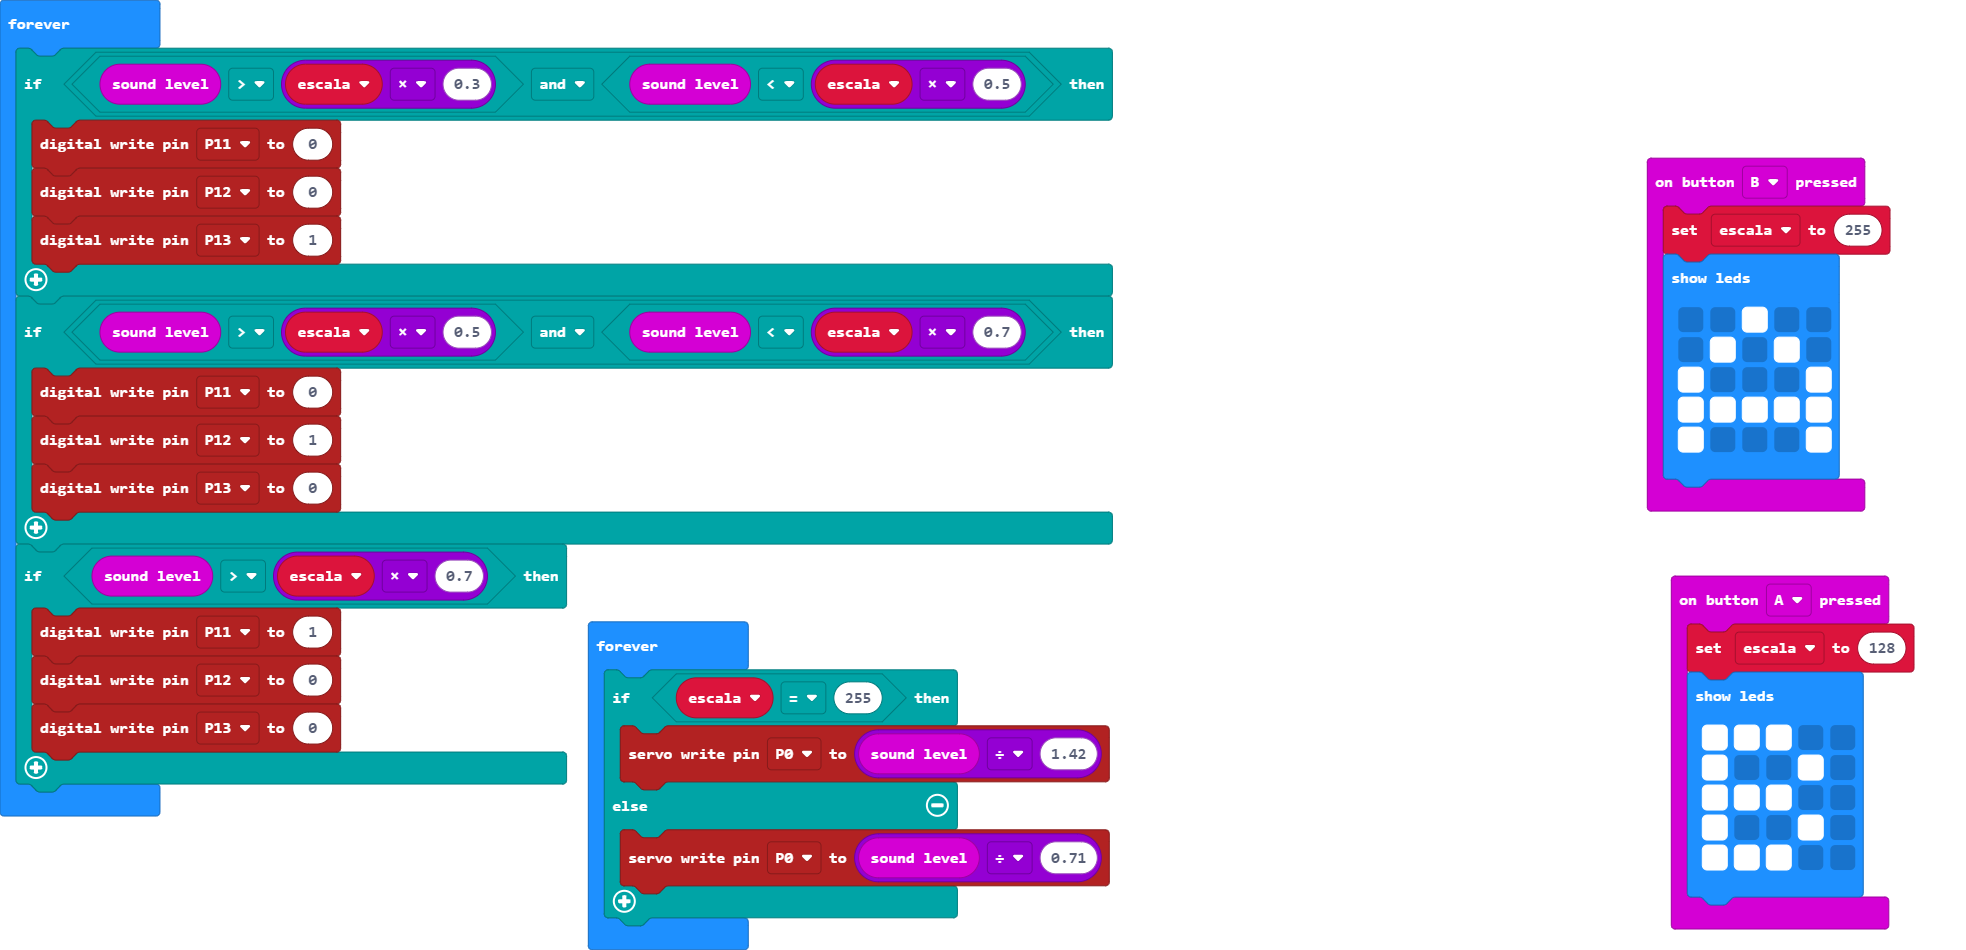 forever
if sound level > escala × 0.3 and sound level < escala × 0.5 then
digital write pin P11 to 0
digital write pin P12 to 0
digital write pin P13 to 1
if sound level > escala × 0.5 and sound level < escala × 0.7 then
digital write pin P11 to 0
digital write pin P12 to 1
digital write pin P13 to 0
if sound level > escala × 0.7 then
digital write pin P11 to 1
digital write pin P12 to 0
digital write pin P13 to 0
forever
if escala = 255 then
servo write pin P0 to sound level ÷ 1.42
else
servo write pin P0 to sound level ÷ 0.71
on button B pressed
set escala to 255
show leds
on button A pressed
set escala to 128
show leds